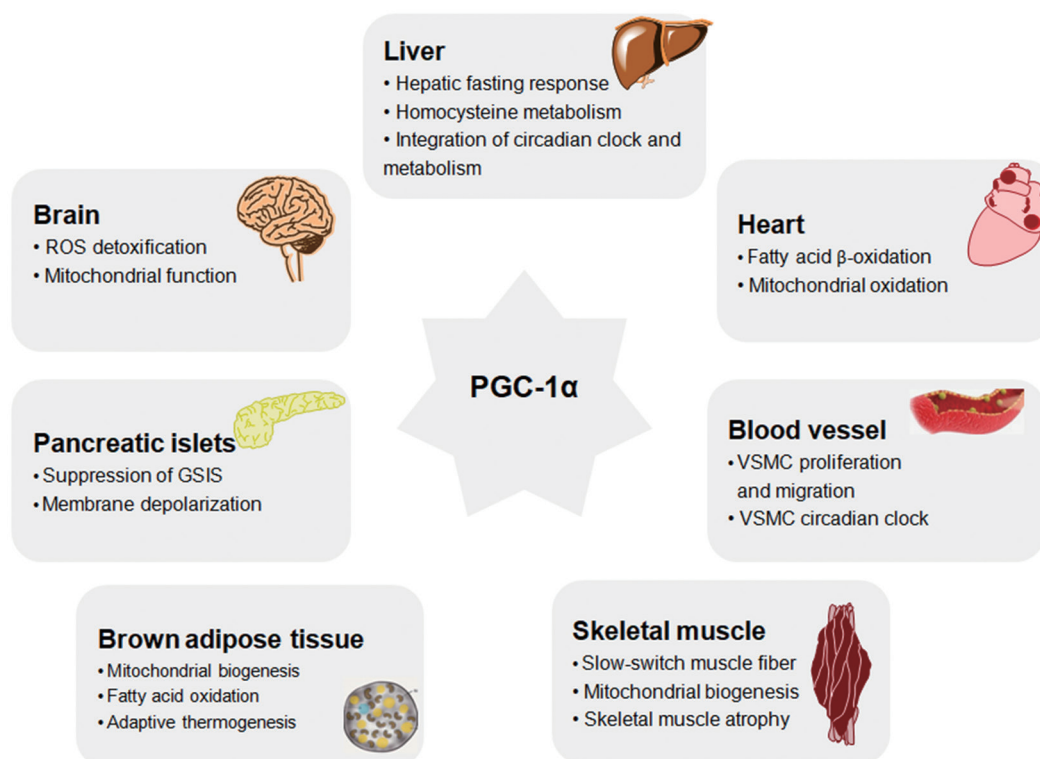 Liver
• Hepatic fasting response
• Homocysteine metabolism
• Integration of circadian clock and
metabolism
Brain
• ROS detoxification
• Mitochondrial function
Heart
• Fatty acid β-oxidation
• Mitochondrial oxidation
PGC-1α
Pancreatic islets
• Suppression of GSIS
• Membrane depolarization
Blood vessel
• VSMC proliferation
and migration
• VSMC circadian clock
Brown adipose tissue
• Mitochondrial biogenesis
• Fatty acid oxidation
• Adaptive thermogenesis
Skeletal muscle
• Slow-switch muscle fiber
• Mitochondrial biogenesis
• Skeletal muscle atrophy